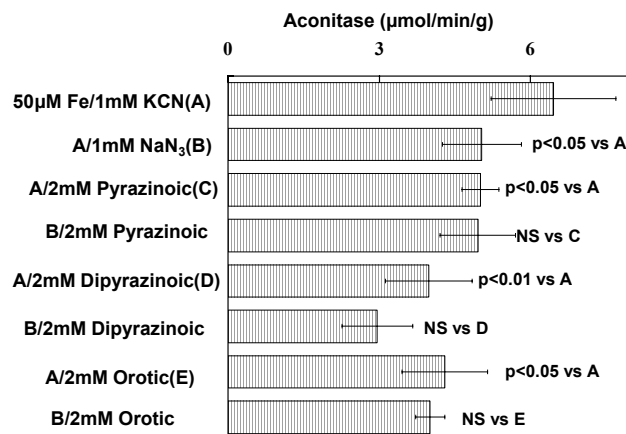 Aconitase (µmol/min/g)
0 3 6
50µM Fe/1mM KCN(A)
A/1mM NaN₃(B) p<0.05 vs A
A/2mM Pyrazinoic(C) p<0.05 vs A
B/2mM Pyrazinoic NS vs C
A/2mM Dipyrazinoic(D) p<0.01 vs A
B/2mM Dipyrazinoic NS vs D
A/2mM Orotic(E) p<0.05 vs A
B/2mM Orotic NS vs E